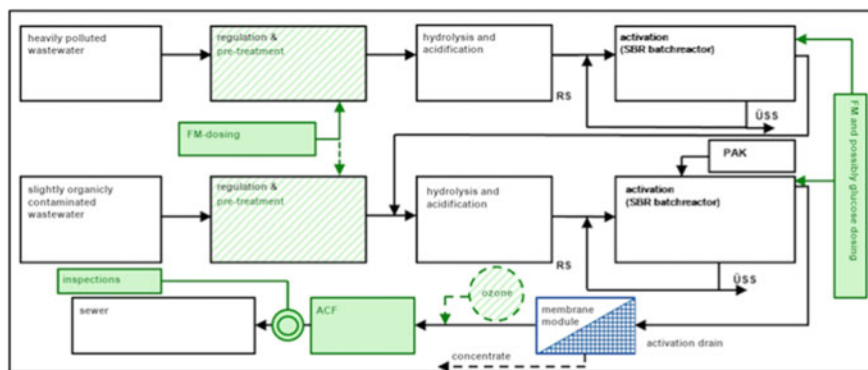 heavily polluted
wastewater
regulation &
pre-treatment
hydrolysis and
acidification
activation
(SBR batchreactor)
RS
ÜSS
FM-dosing
FM and possibly glucose dosing
PAK
slightly organicly
contaminated
wastewater
regulation &
pre-treatment
hydrolysis and
acidification
activation
(SBR batchreactor)
RS
ÜSS
inspections
sewer
ACF
ozone
membrane
module
activation drain
concentrate